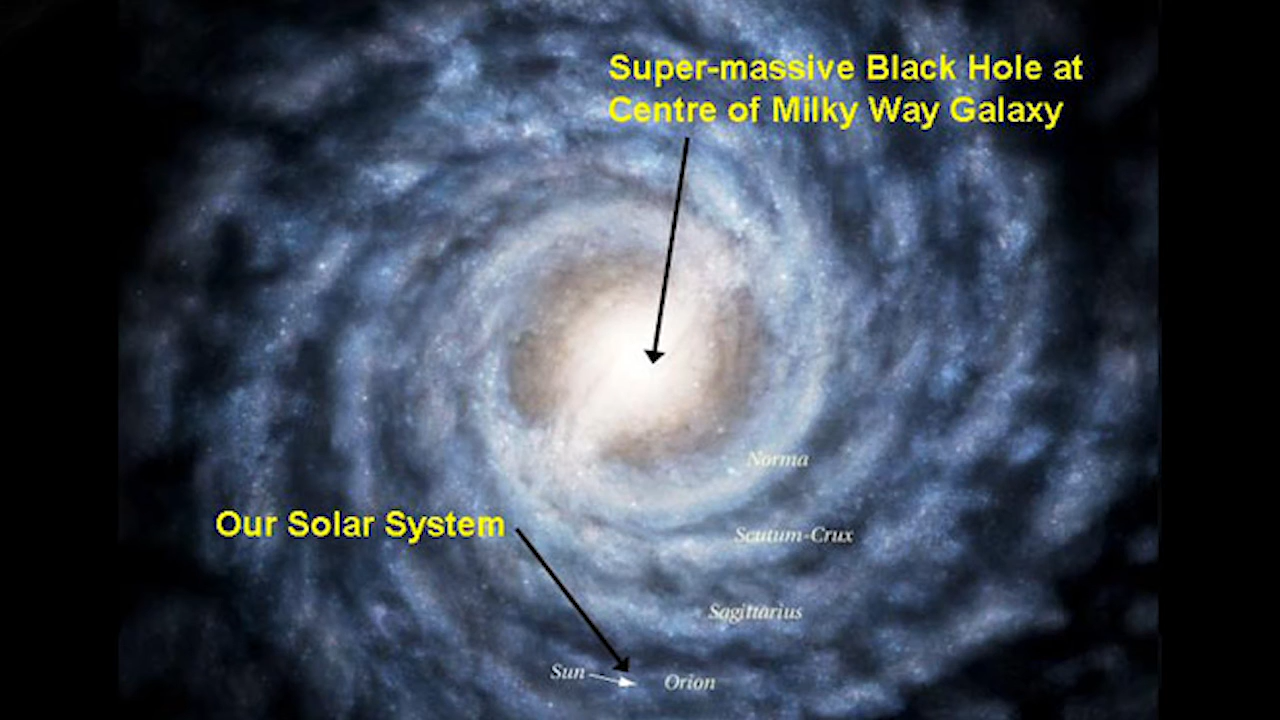 Super-massive Black Hole at
Centre of Milky Way Galaxy
Norma
Our Solar System
Scutum-Crux
Sagittarius
Sun
Orion